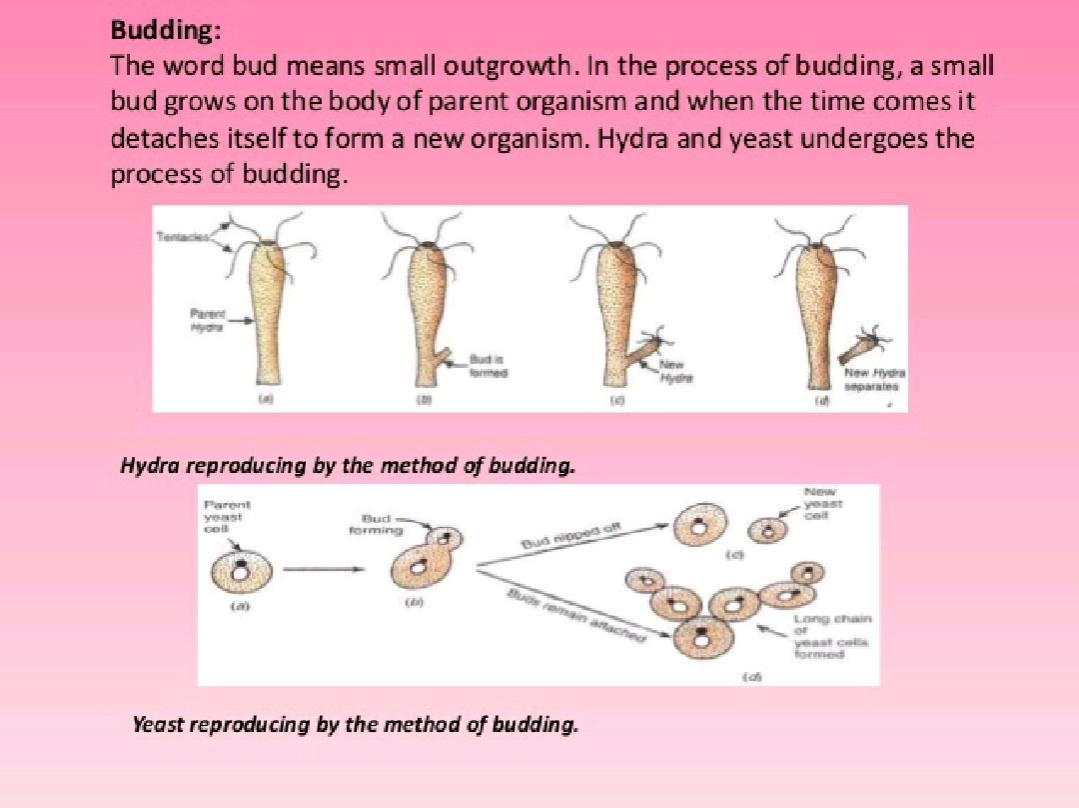 Budding:
The word bud means small outgrowth. In the process of budding, a small
bud grows on the body of parent organism and when the time comes it
detaches itself to form a new organism. Hydra and yeast undergoes the
process of budding.
Tentacles
Parent
Hydra
(a)
Bud is
formed
(b)
New
Hydra
(c)
New Hydra
separates
(d)
Hydra reproducing by the method of budding.
Parent
yeast
cell
(a)
Bud
forming
(b)
Bud nipped off
New
yeast
cell
(c)
Buds remain attached
Long chain
of
yeast cells
formed
(d)
Yeast reproducing by the method of budding.